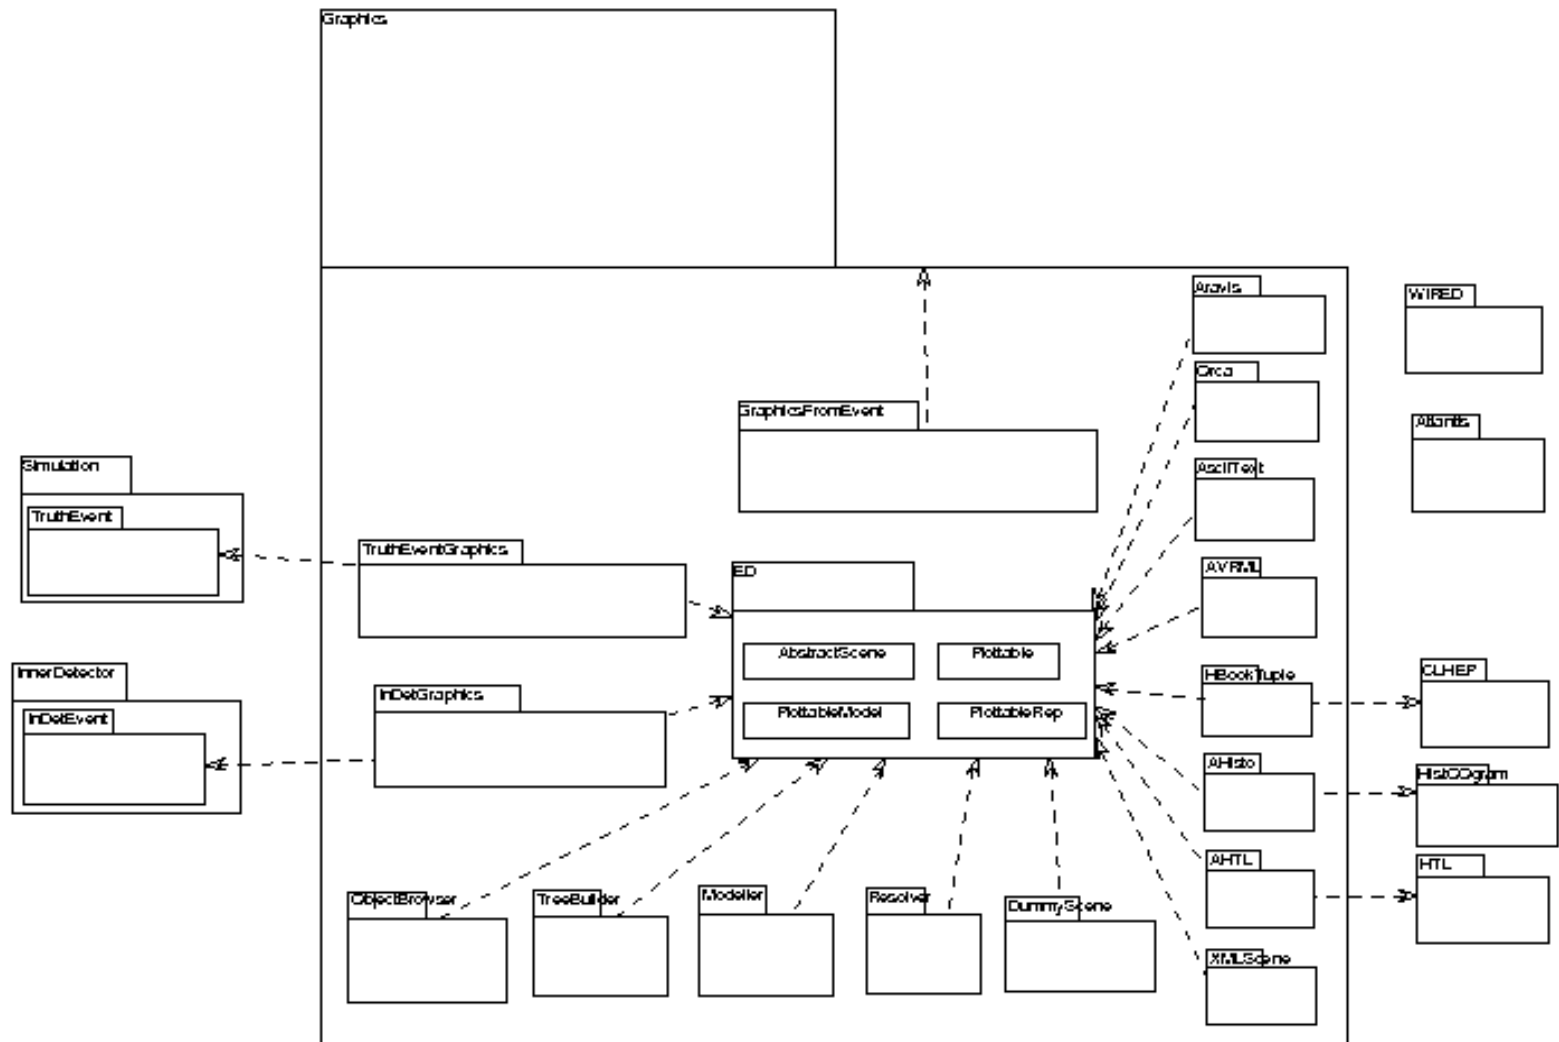 Graphics
Aravis
WIRED
Orca
GraphicsFromEvent
Atlantis
Simulation
AsciiText
TruthEvent
TruthEventGraphics
ED
AVRML
AbstractScene
Plottable
InnerDetector
HBookTuple
CLHEP
InDetGraphics
InDetEvent
PlottableModel
PlottableRep
AHisto
HistOOgram
AHTL
HTL
ObjectBrowser
TreeBuilder
Modeller
Resolver
DummyScene
XMLScene